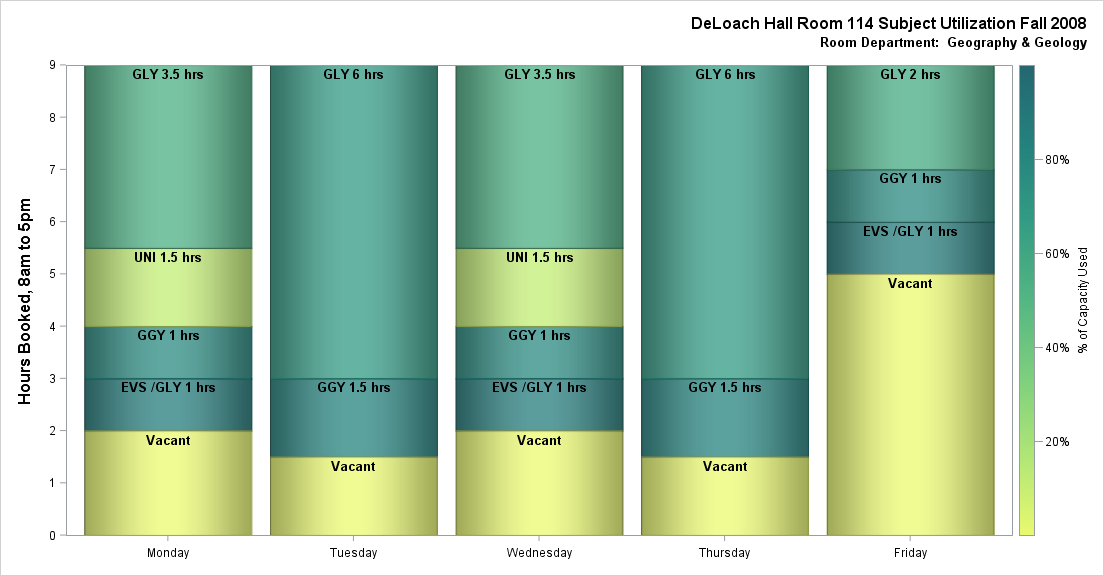 DeLoach Hall Room 114 Subject Utilization Fall 2008
Room Department:  Geography & Geology
Hours Booked, 8am to 5pm
9
8
7
6
5
4
3
2
1
0
GLY 3.5 hrs
UNI 1.5 hrs
GGY 1 hrs
EVS /GLY 1 hrs
Vacant
GLY 6 hrs
GGY 1.5 hrs
Vacant
GLY 3.5 hrs
UNI 1.5 hrs
GGY 1 hrs
EVS /GLY 1 hrs
Vacant
GLY 6 hrs
GGY 1.5 hrs
Vacant
GLY 2 hrs
GGY 1 hrs
EVS /GLY 1 hrs
Vacant
Monday
Tuesday
Wednesday
Thursday
Friday
80%
60%
40%
20%
% of Capacity Used